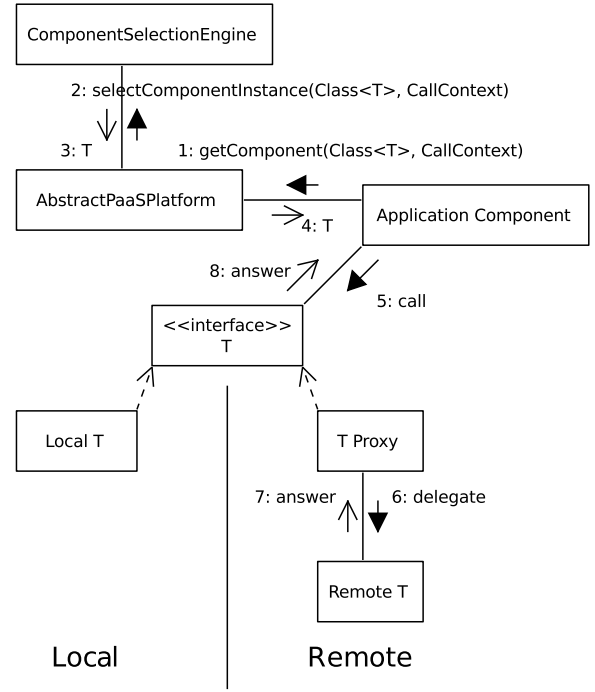 ComponentSelectionEngine
2: selectComponentInstance(Class<T>, CallContext)
3: T
1: getComponent(Class<T>, CallContext)
AbstractPaaSPlatform
Application Component
4: T
8: answer
5: call
<<interface>>
T
Local T
T Proxy
7: answer
6: delegate
Remote T
Local
Remote